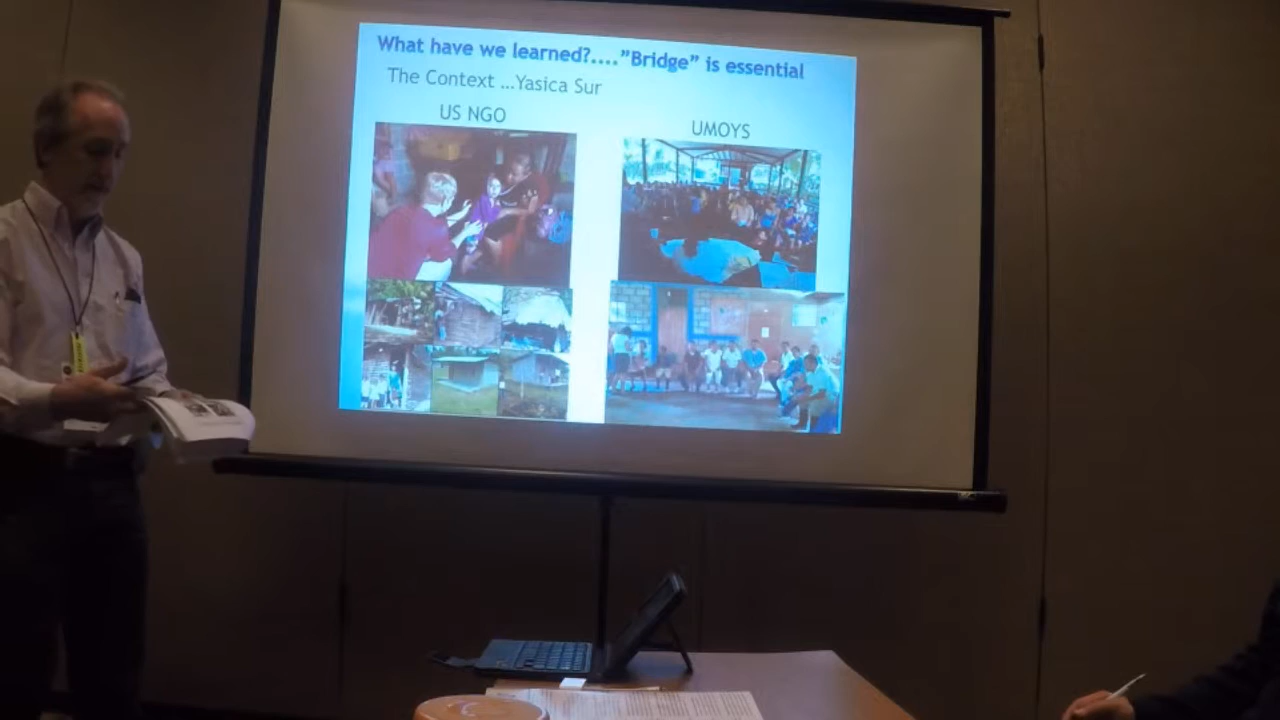 What have we learned?....”Bridge” is essential
The Context ...Yasica Sur
US NGO
UMOYS